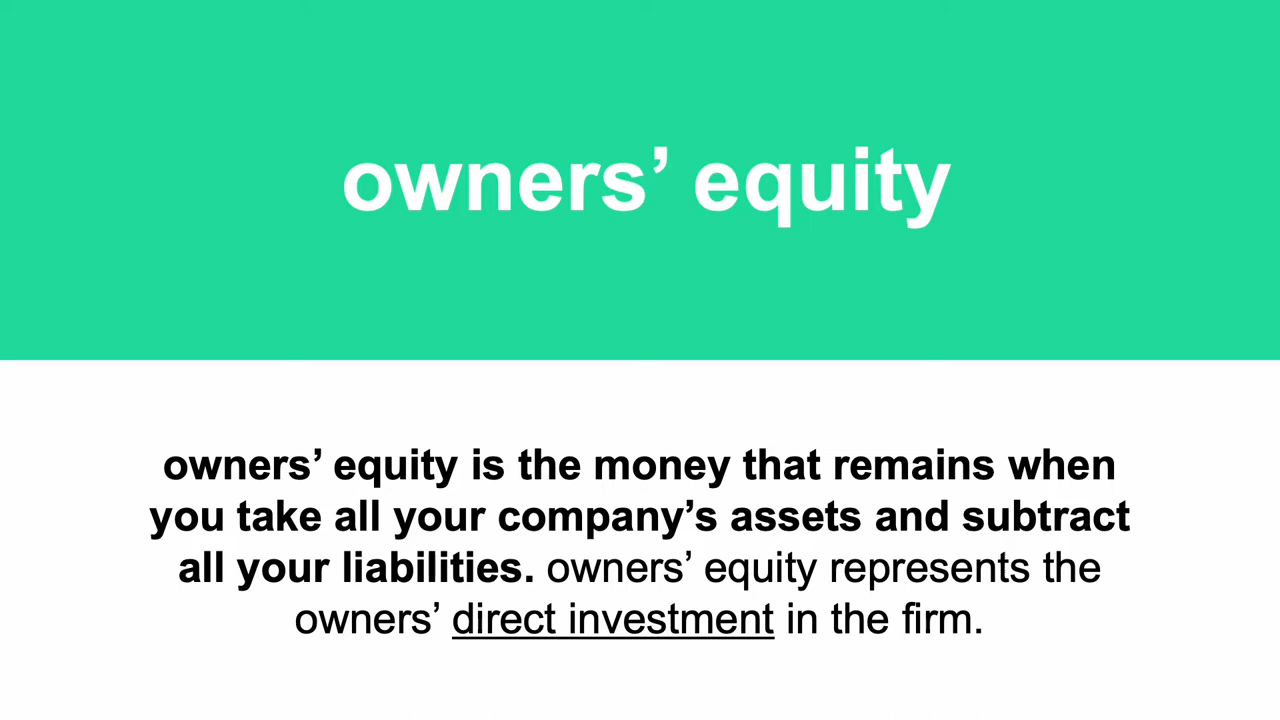 owners’ equity
owners’ equity is the money that remains when
you take all your company’s assets and subtract
all your liabilities. owners’ equity represents the
owners’ direct investment in the firm.